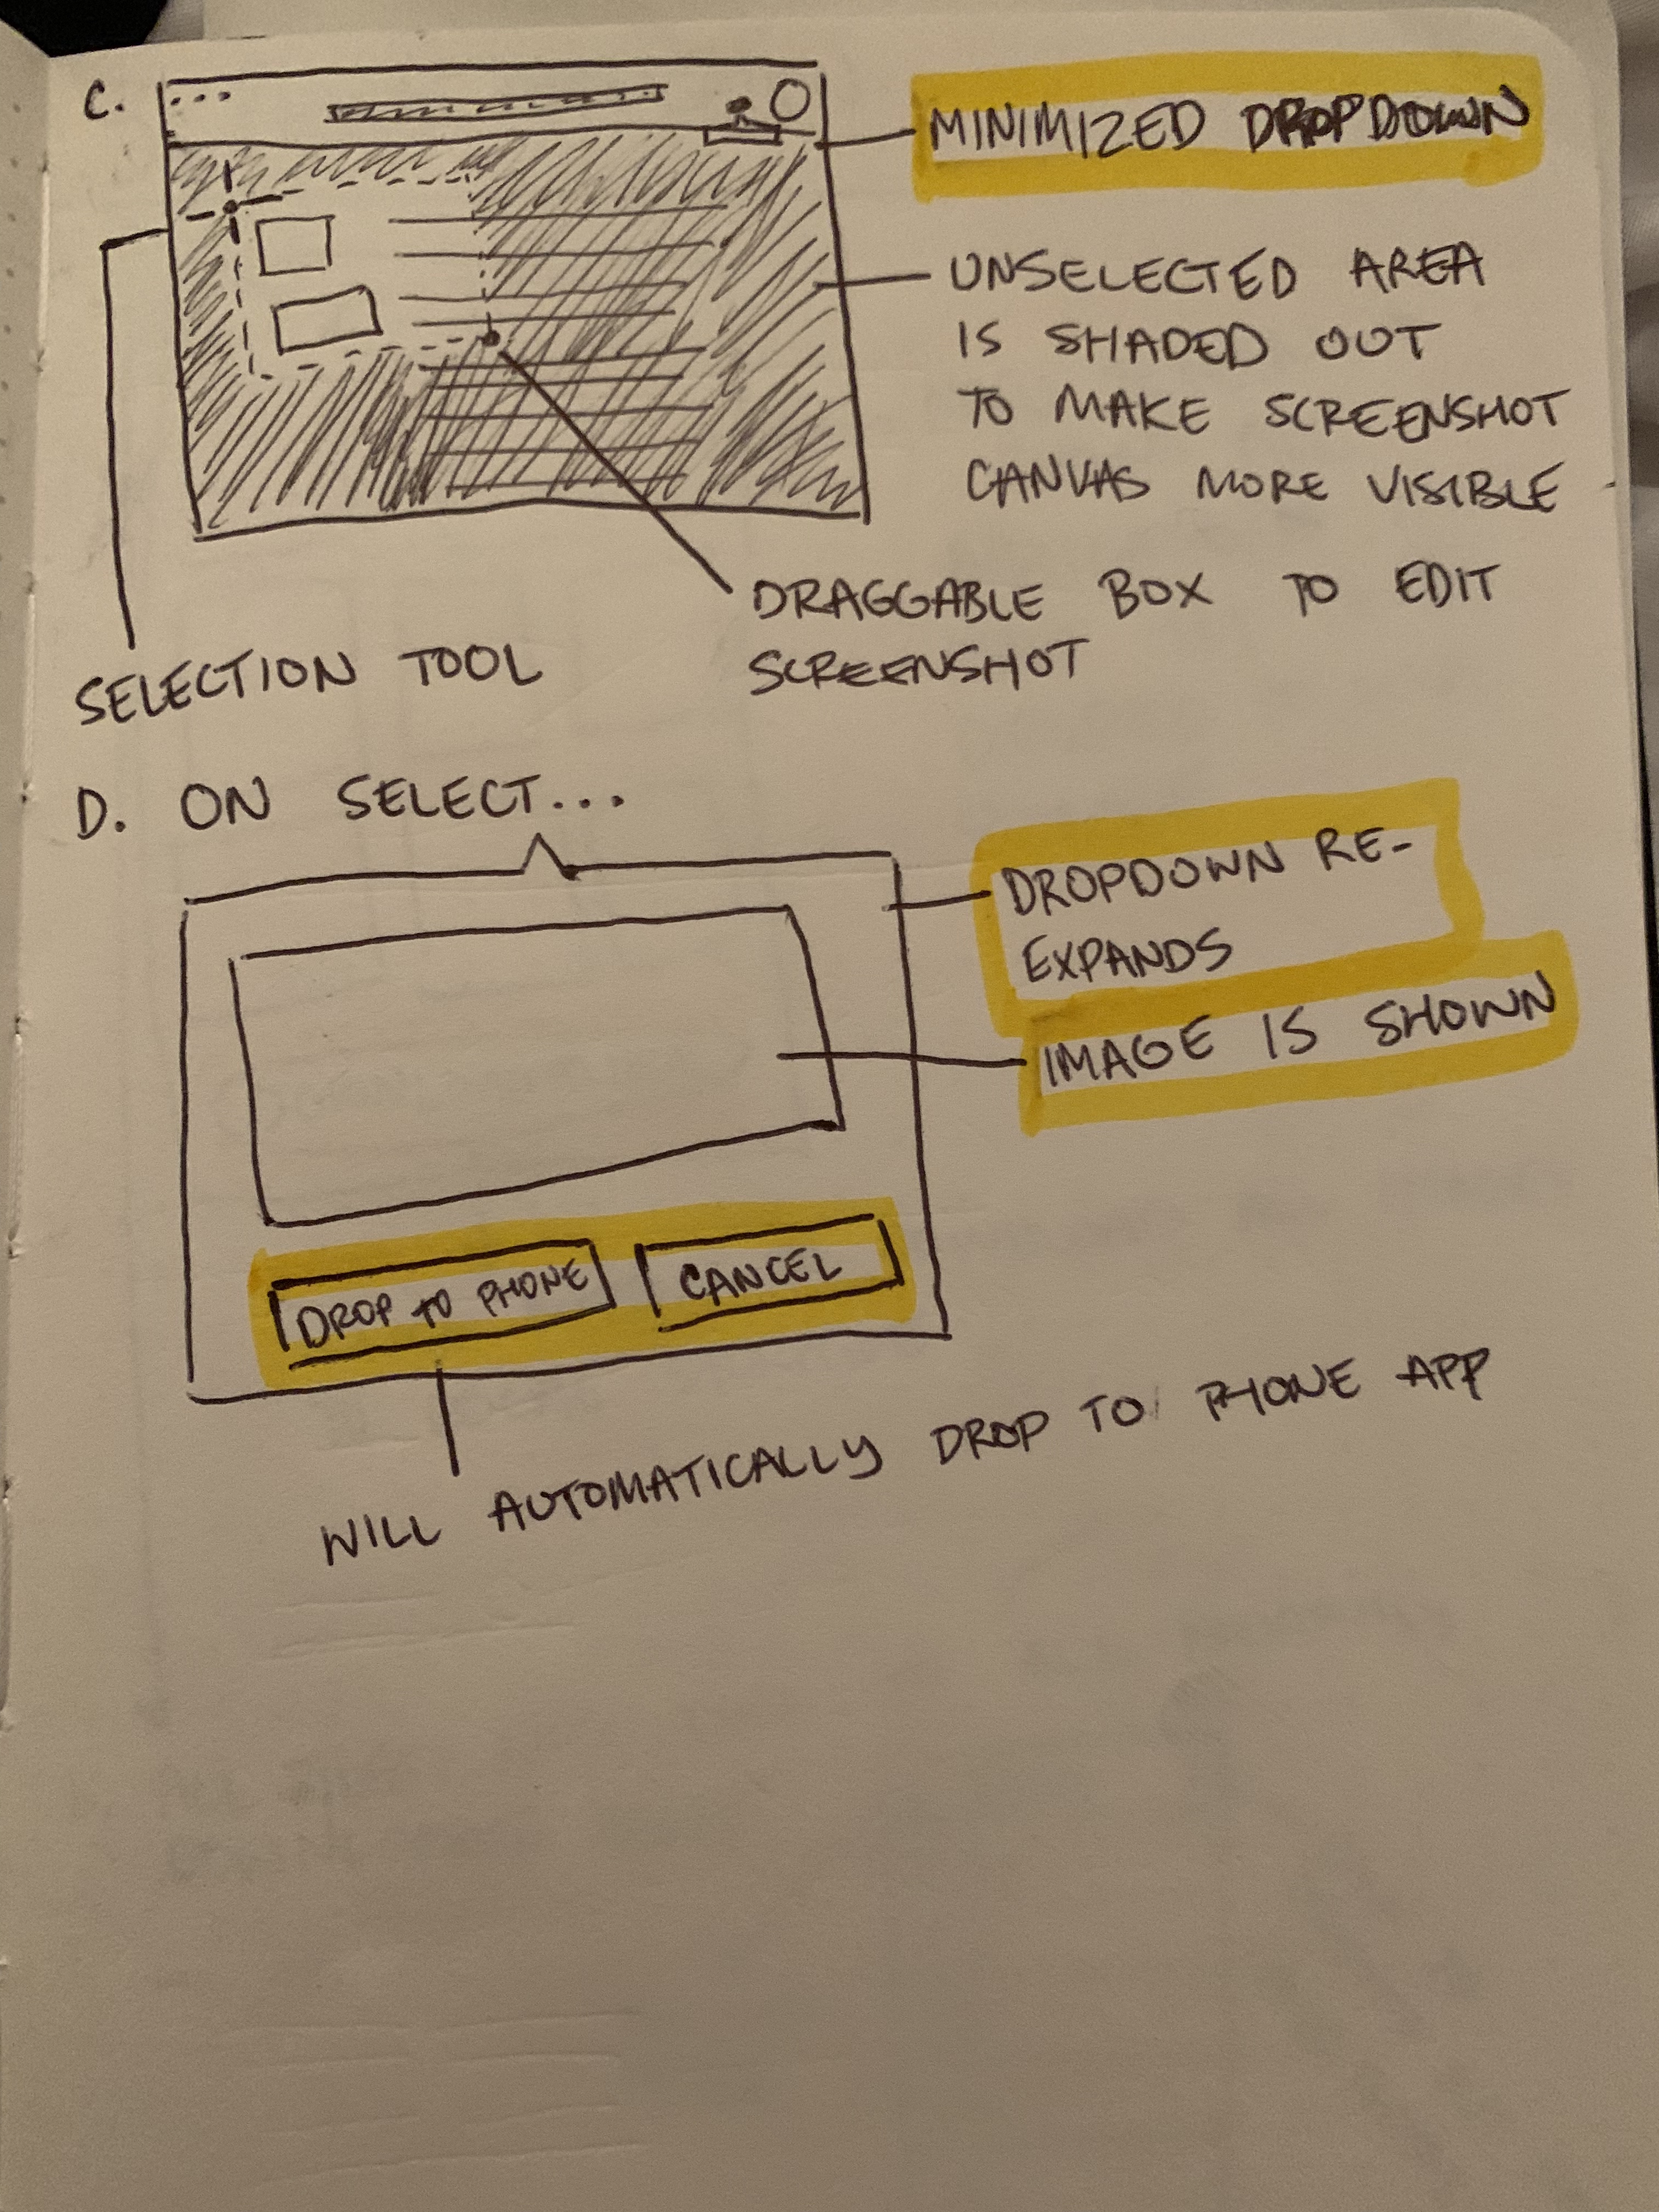 C.
MINIMIZED DROPDOWN
UNSELECTED AREA
IS SHADED OUT
TO MAKE SCREENSHOT
CANVAS MORE VISIBLE
DRAGGABLE BOX TO EDIT
SCREENSHOT
SELECTION TOOL
D. ON SELECT...
DROPDOWN RE-
EXPANDS
IMAGE IS SHOWN
DROP TO PHONE
CANCEL
WILL AUTOMATICALLY DROP TO PHONE APP